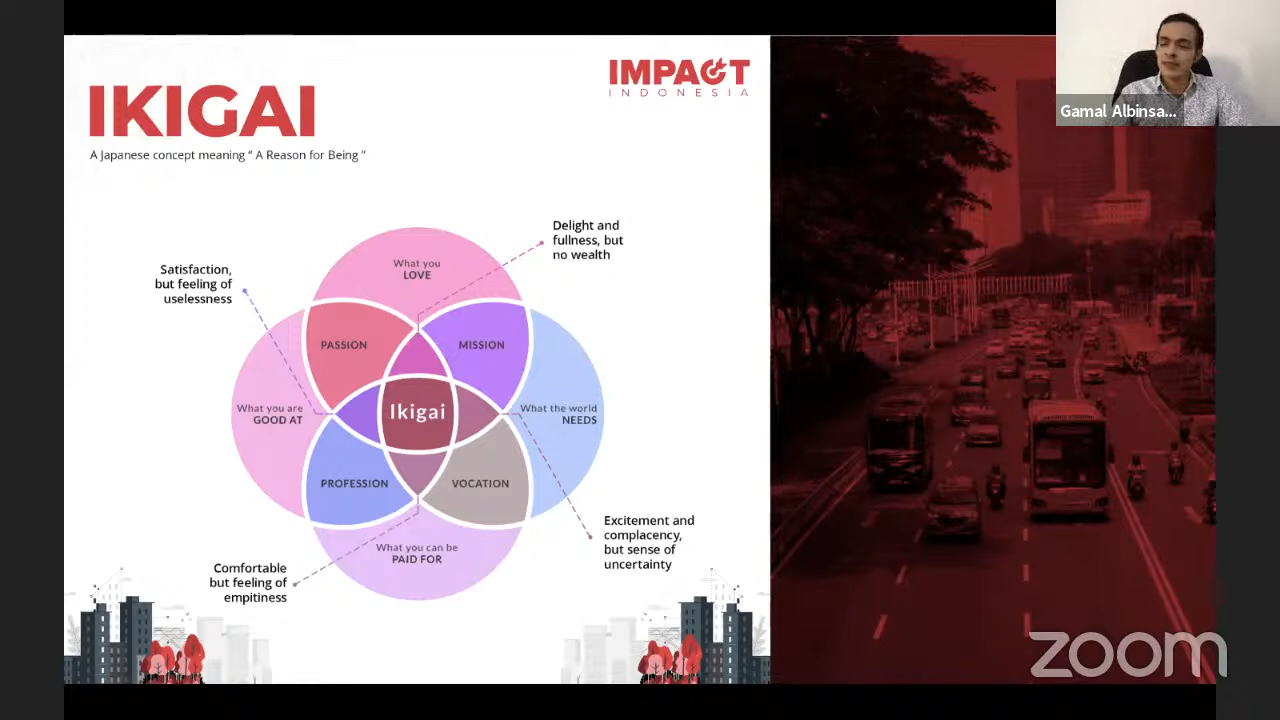 IKIGAI
A Japanese concept meaning “ A Reason for Being ”
IMPACT
INDONESIA
Gamal Albinsa...
Delight and
fullness, but
no wealth
Satisfaction,
but feeling of
uselessness
What you
LOVE
PASSION
MISSION
What you are
GOOD AT
Ikigai
What the world
NEEDS
PROFESSION
VOCATION
What you can be
PAID FOR
Excitement and
complacency,
but sense of
uncertainty
Comfortable
but feeling of
empitiness
zoom